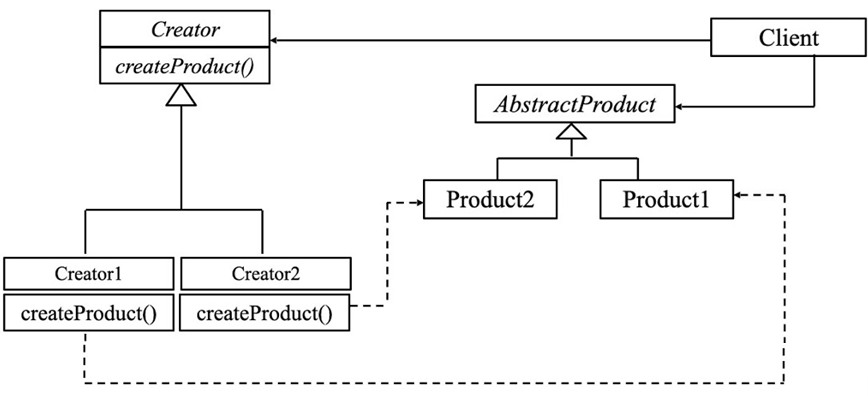 Creator
createProduct()
Client
AbstractProduct
Product2
Product1
Creator1
Creator2
createProduct()
createProduct()